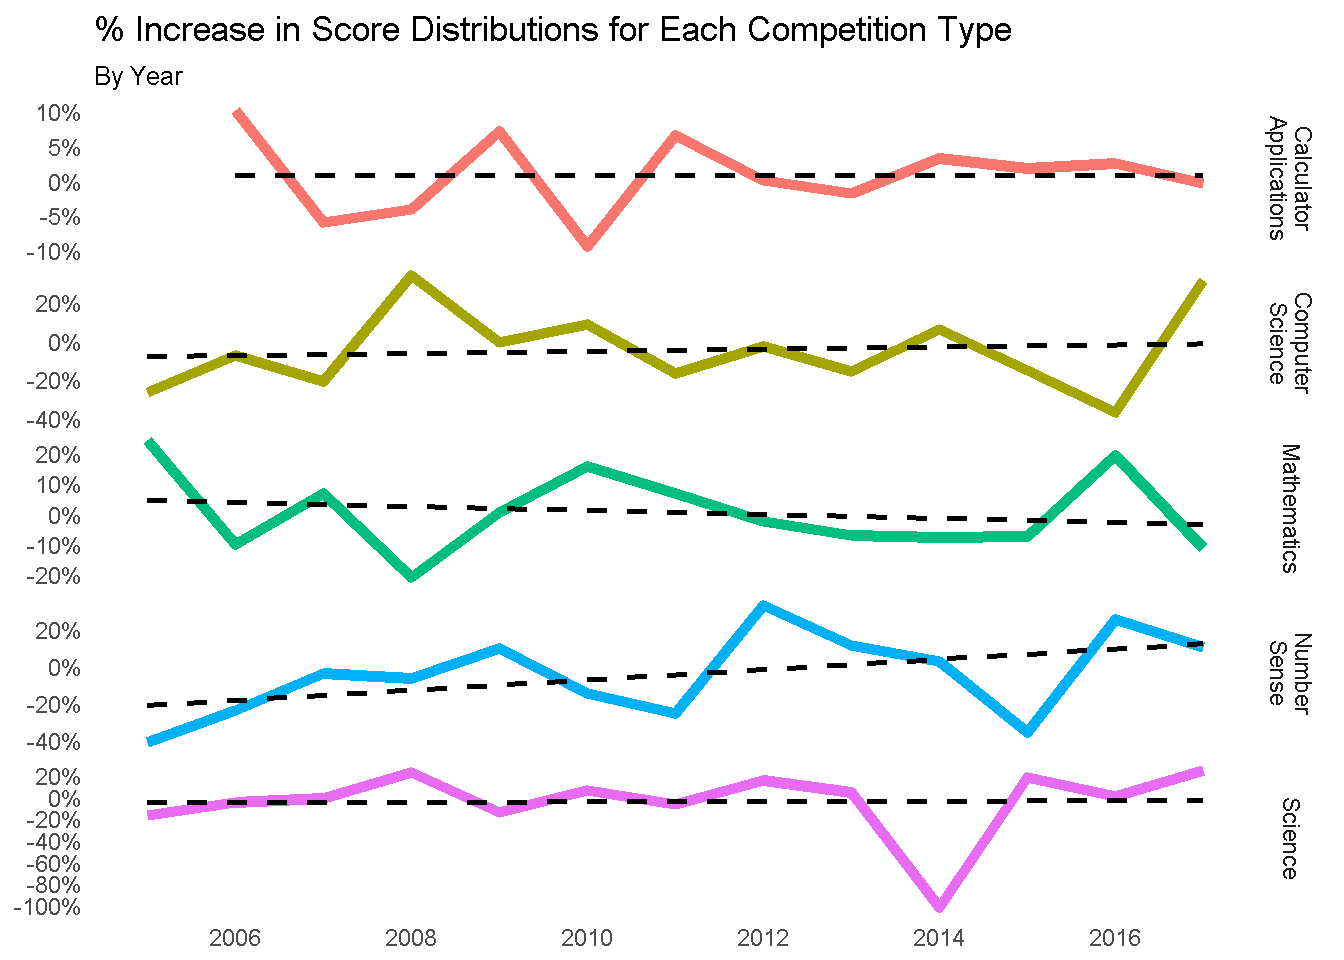 % Increase in Score Distributions for Each Competition Type
By Year
10%
5%
0%
-5%
-10%
Calculator
Applications
20%
0%
-20%
-40%
Computer
Science
20%
10%
0%
-10%
-20%
Mathematics
20%
0%
-20%
-40%
Number
Sense
20%
0%
-20%
-40%
-60%
-80%
-100%
Science
2006 2008 2010 2012 2014 2016